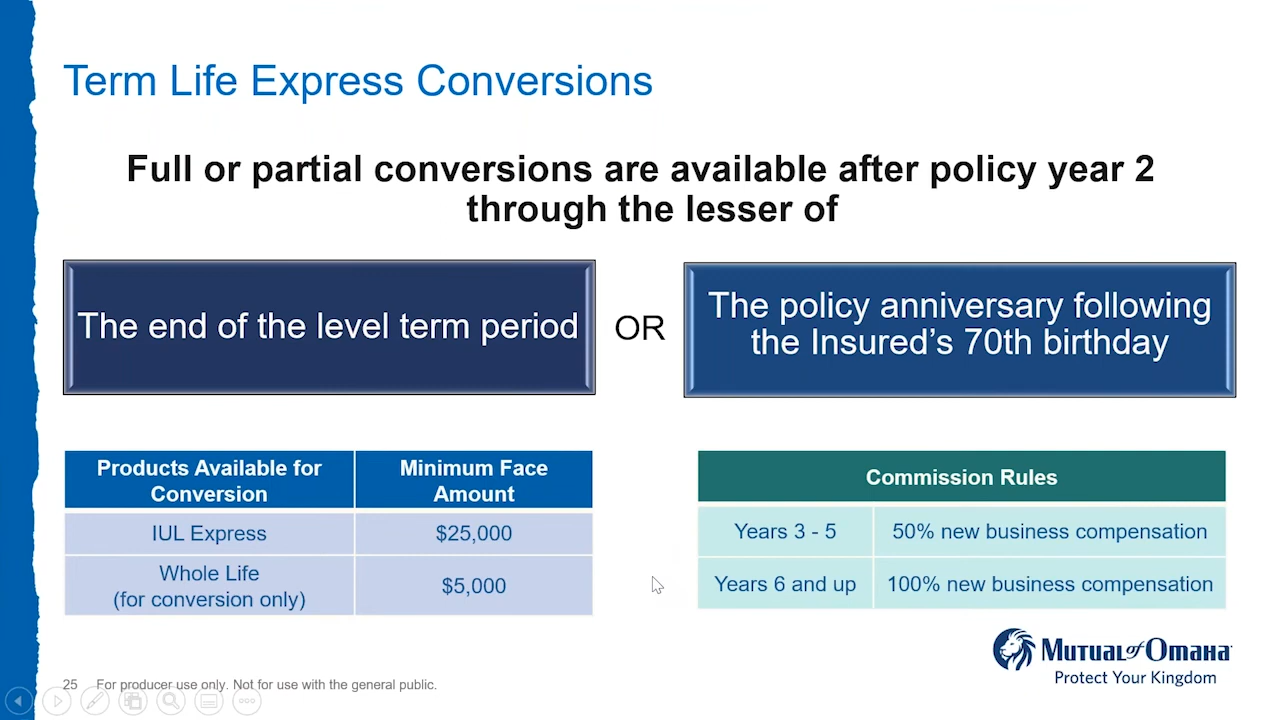 Term Life Express Conversions
Full or partial conversions are available after policy year 2
through the lesser of
The end of the level term period
OR
The policy anniversary following
the Insured's 70th birthday
Products Available for
Conversion
Minimum Face
Amount
IUL Express
$25,000
Whole Life
(for conversion only)
$5,000
Commission Rules
Years 3 - 5
50% new business compensation
Years 6 and up
100% new business compensation
Mutual of Omaha
Protect Your Kingdom
25
For producer use only. Not for use with the general public.